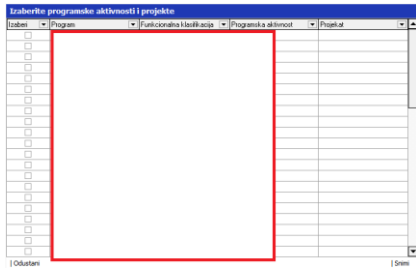 Izaberite programske aktivnosti i projekte
Izaberi Program Funkcionalna klasifikacija Programska aktivnost Projekat
| Odustani | Snimi